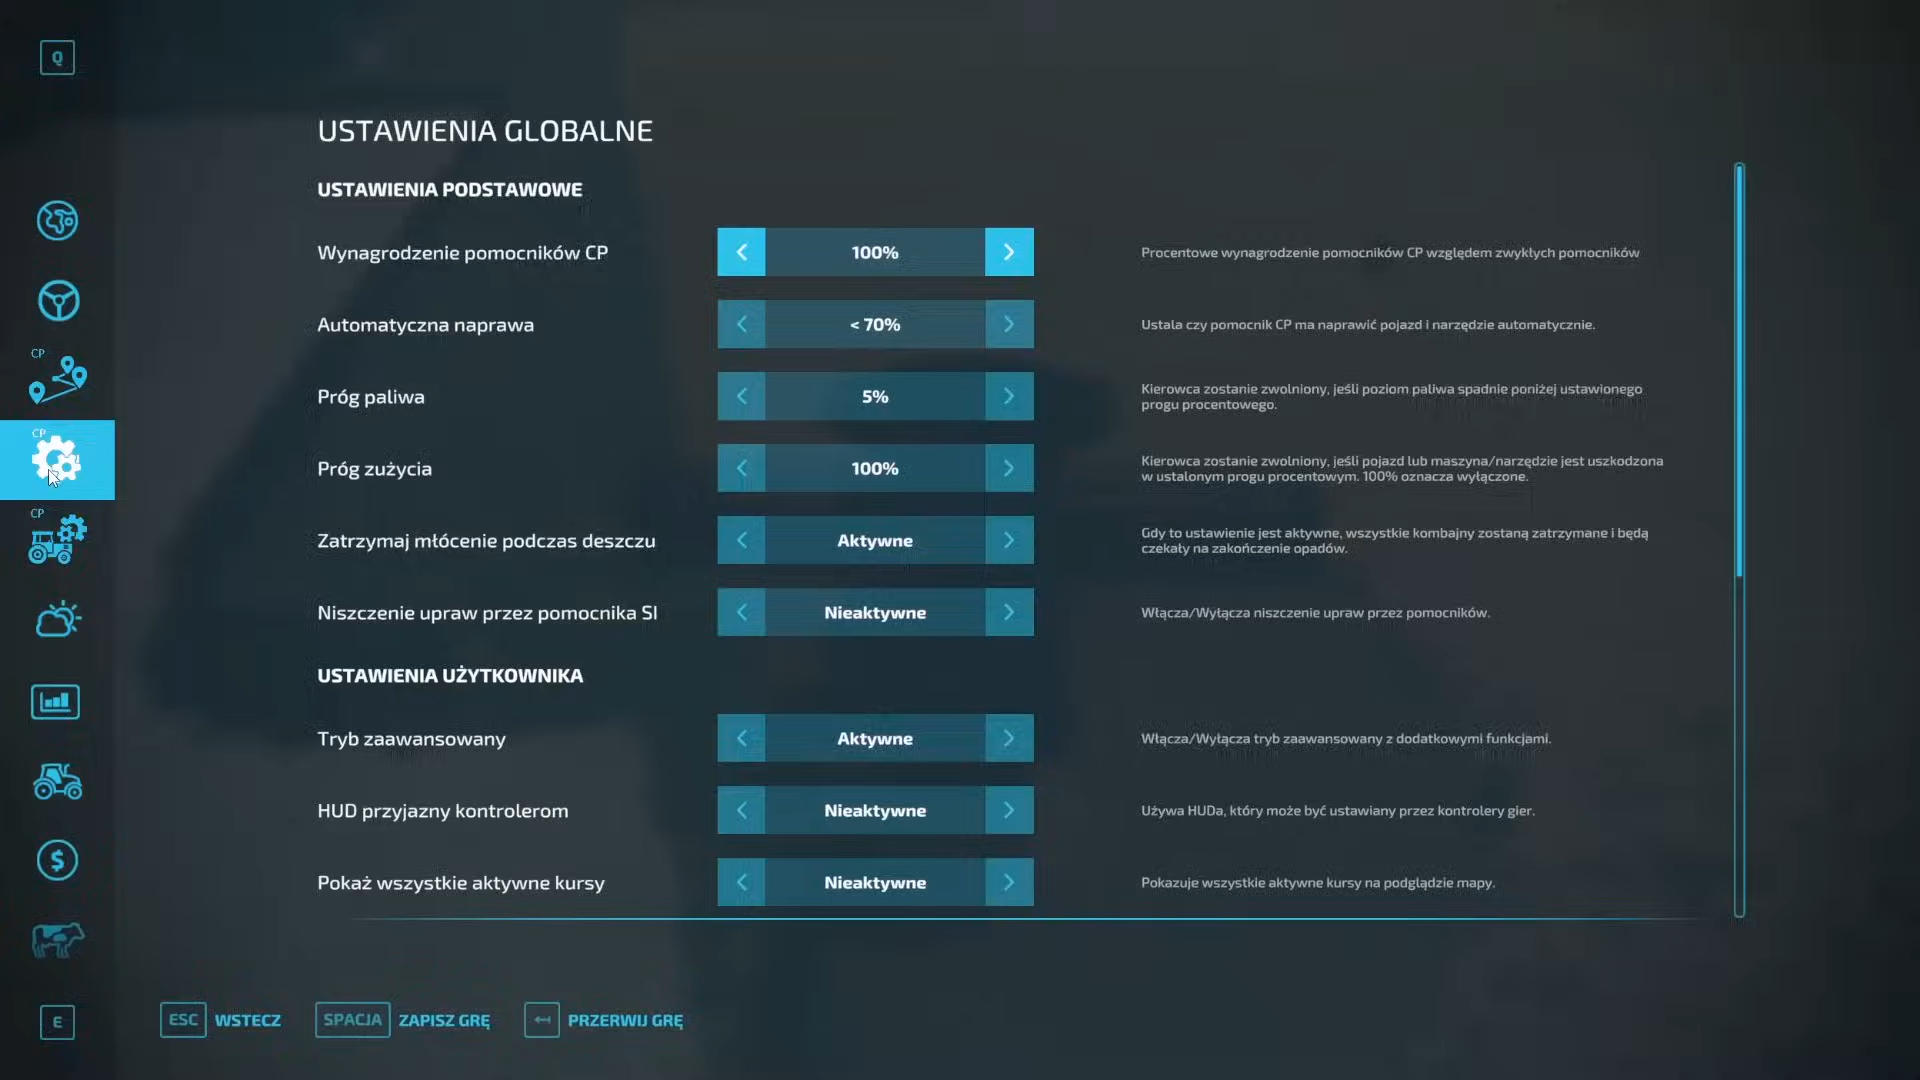 Q
USTAWIENIA GLOBALNE
USTAWIENIA PODSTAWOWE
Wynagrodzenie pomocników CP
100%
Procentowe wynagrodzenie pomocników CP względem zwykłych pomocników
Automatyczna naprawa
< 70%
Ustala czy pomocnik CP ma naprawić pojazd i narzędzie automatycznie.
CP
Próg paliwa
5%
Kierowca zostanie zwolniony, jeśli poziom paliwa spadnie poniżej ustawionego
progu procentowego.
CP
Próg zużycia
100%
Kierowca zostanie zwolniony, jeśli pojazd lub maszyna/narzędzie jest uszkodzona
w ustalonym progu procentowym. 100% oznacza wyłączone.
CP
Zatrzymaj młócenie podczas deszczu
Aktywne
Gdy to ustawienie jest aktywne, wszystkie kombajny zostaną zatrzymane i będą
czekały na zakończenie opadów.
Niszczenie upraw przez pomocnika SI
Nieaktywne
Włącza/Wyłącza niszczenie upraw przez pomocników.
USTAWIENIA UŻYTKOWNIKA
Tryb zaawansowany
Aktywne
Włącza/Wyłącza tryb zaawansowany z dodatkowymi funkcjami.
HUD przyjazny kontrolerom
Nieaktywne
Używa HUDa, który może być ustawiany przez kontrolery gier.
Pokaż wszystkie aktywne kursy
Nieaktywne
Pokazuje wszystkie aktywne kursy na podglądzie mapy.
E
ESC WSTECZ
SPACJA ZAPISZ GRĘ
PRZERWIJ GRĘ